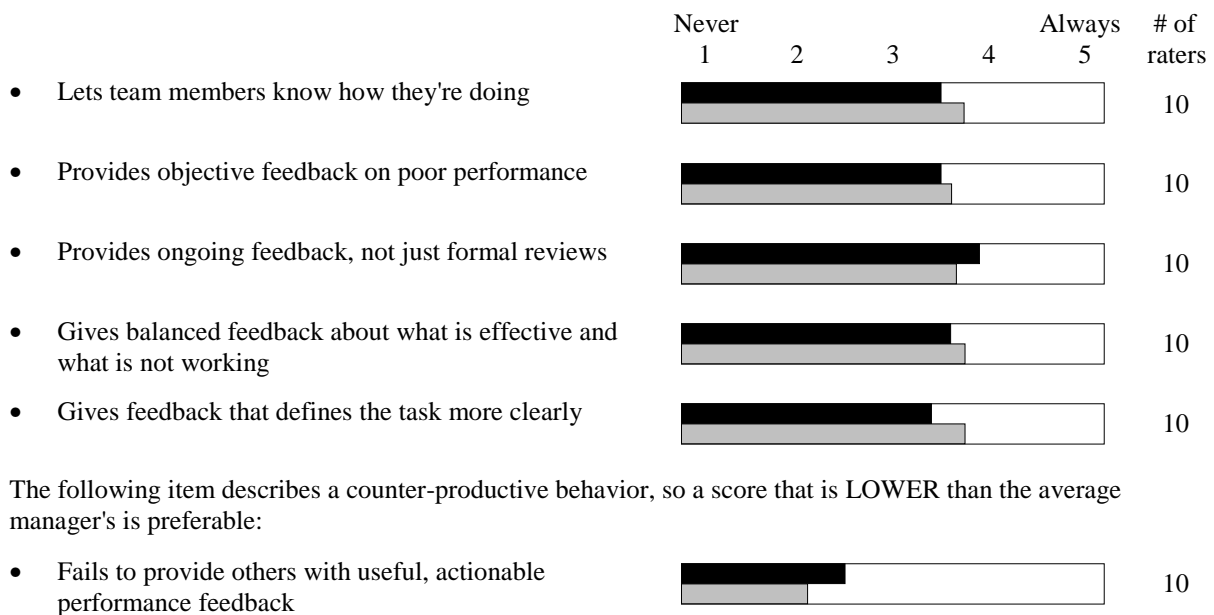 Never Always # of
1 2 3 4 5 raters
• Lets team members know how they're doing 10
• Provides objective feedback on poor performance 10
• Provides ongoing feedback, not just formal reviews 10
• Gives balanced feedback about what is effective and
what is not working 10
• Gives feedback that defines the task more clearly 10
The following item describes a counter-productive behavior, so a score that is LOWER than the average
manager's is preferable:
• Fails to provide others with useful, actionable
performance feedback 10